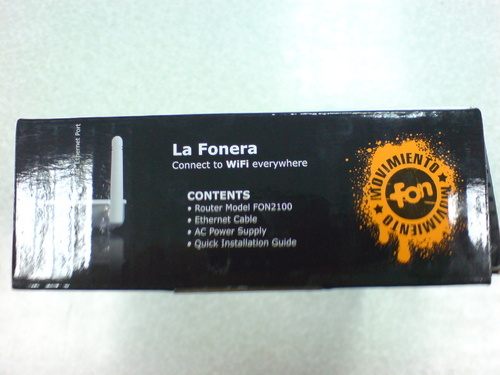 Ethernet Port
La Fonera
Connect to WiFi everywhere
CONTENTS
• Router Model FON2100
• Ethernet Cable
• AC Power Supply
• Quick Installation Guide
MOVIMIENTO
fon
MOVIMIENTO